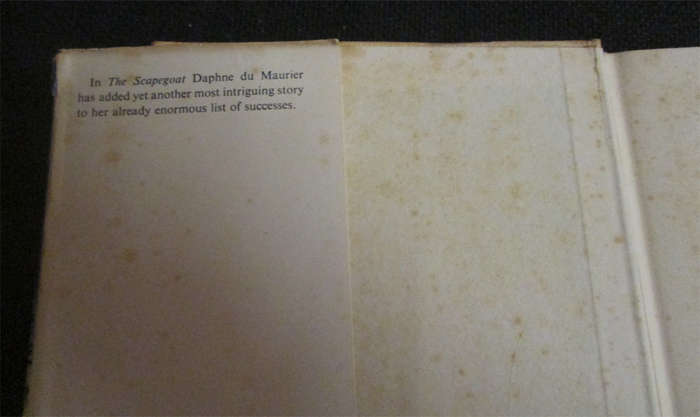 In The Scapegoat Daphne du Maurier
has added yet another most intriguing story
to her already enormous list of successes.